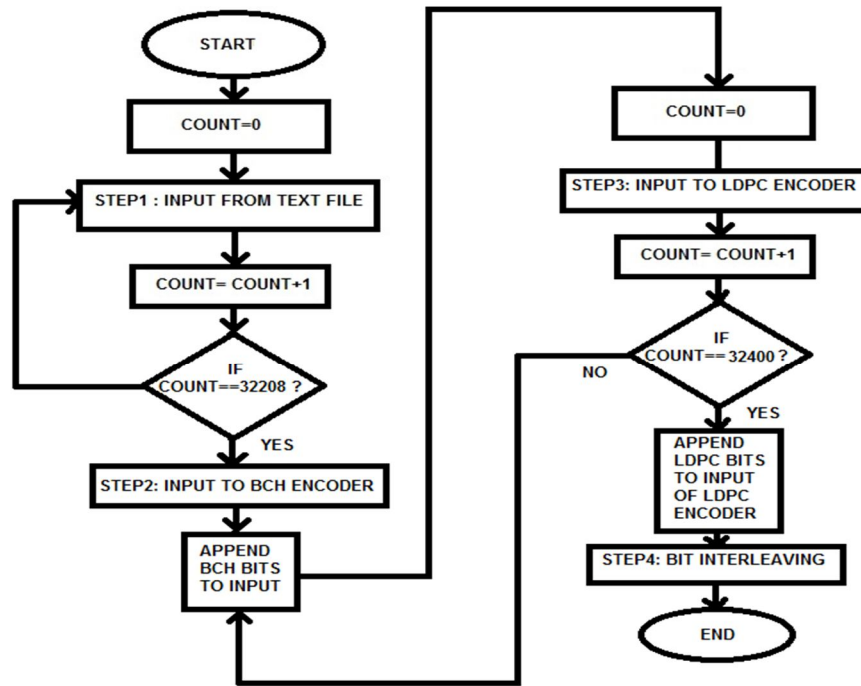 START
COUNT=0
STEP1 : INPUT FROM TEXT FILE
COUNT= COUNT+1
IF
COUNT==32208 ?
YES
STEP2: INPUT TO BCH ENCODER
APPEND
BCH BITS
TO INPUT
COUNT=0
STEP3: INPUT TO LDPC ENCODER
COUNT= COUNT+1
IF
COUNT== 32400 ?
NO
YES
APPEND
LDPC BITS
TO INPUT
OF LDPC
ENCODER
STEP4: BIT INTERLEAVING
END